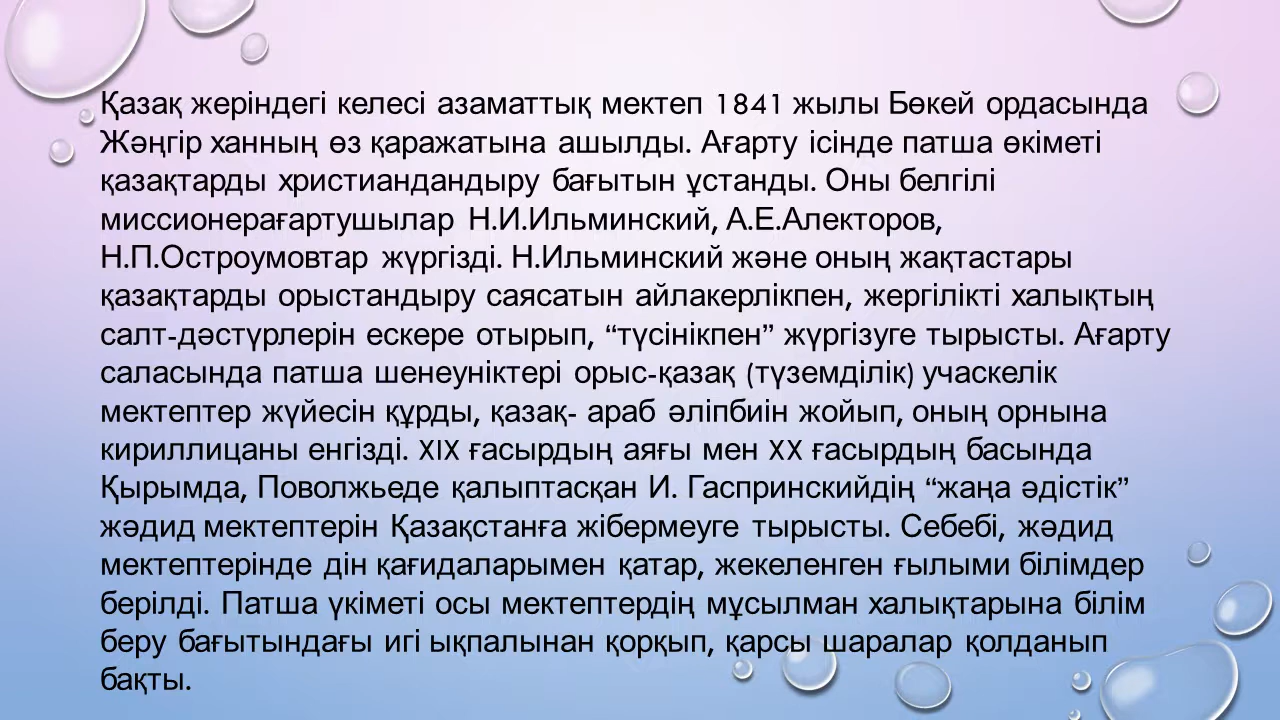 Қазақ жеріндегі келесі азаматтық мектеп 1841 жылы Бөкей ордасында
Жәңгір ханның өз қаражатына ашылды. Ағарту ісінде патша өкіметі
қазақтарды христиандандыру бағытын ұстанды. Оны белгілі
миссионерағартушылар Н.И.Ильминский, А.Е.Алекторов,
Н.П.Остроумовтар жүргізді. Н.Ильминский және оның жақтастары
қазақтарды орыстандыру саясатын айлакерлікпен, жергілікті халықтың
салт-дәстүрлерін ескере отырып, “түсінікпен” жүргізуге тырысты. Ағарту
саласында патша шенеуніктері орыс-қазақ (түземділік) учаскелік
мектептер жүйесін құрды, қазақ- араб әліпбиін жойып, оның орнына
кириллицаны енгізді. XIX ғасырдың аяғы мен XX ғасырдың басында
Қырымда, Поволжьеде қалыптасқан И. Гаспринскийдің “жаңа әдістік”
жәдид мектептерін Қазақстанға жібермеуге тырысты. Себебі, жәдид
мектептерінде дін қағидаларымен қатар, жекеленген ғылыми білімдер
берілді. Патша үкіметі осы мектептердің мұсылман халықтарына білім
беру бағытындағы игі ықпалынан қорқып, қарсы шаралар қолданып
бақты.